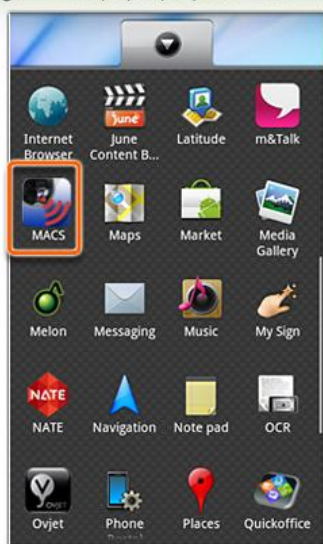 June
Internet
Browser
June
Content B...
Latitude
m&Talk
MACS
Maps
Market
Media
Gallery
Melon
Messaging
Music
My Sign
NATE
NATE
Navigation
Note pad
OCR
Ovjet
Phone
Places
Quickoffice